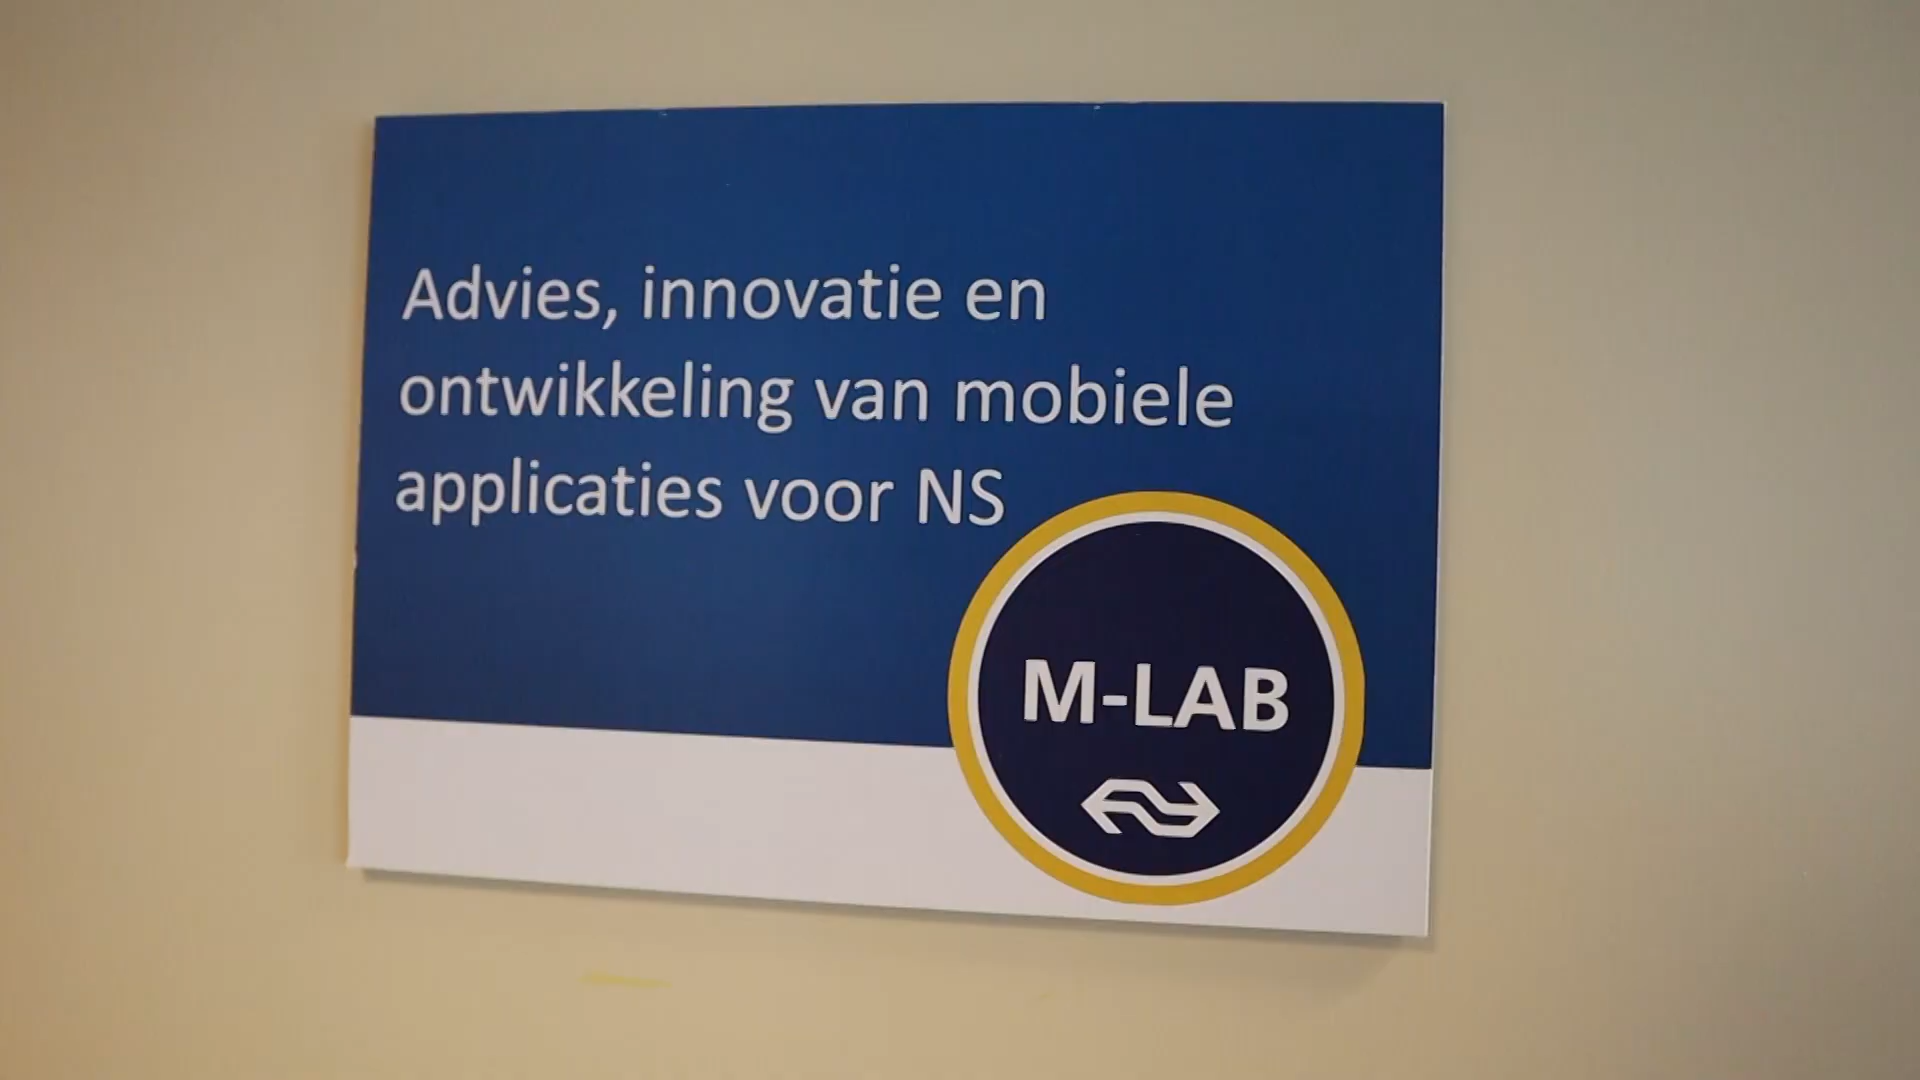 Advies, innovatie en
ontwikkeling van mobiele
applicaties voor NS
M-LAB